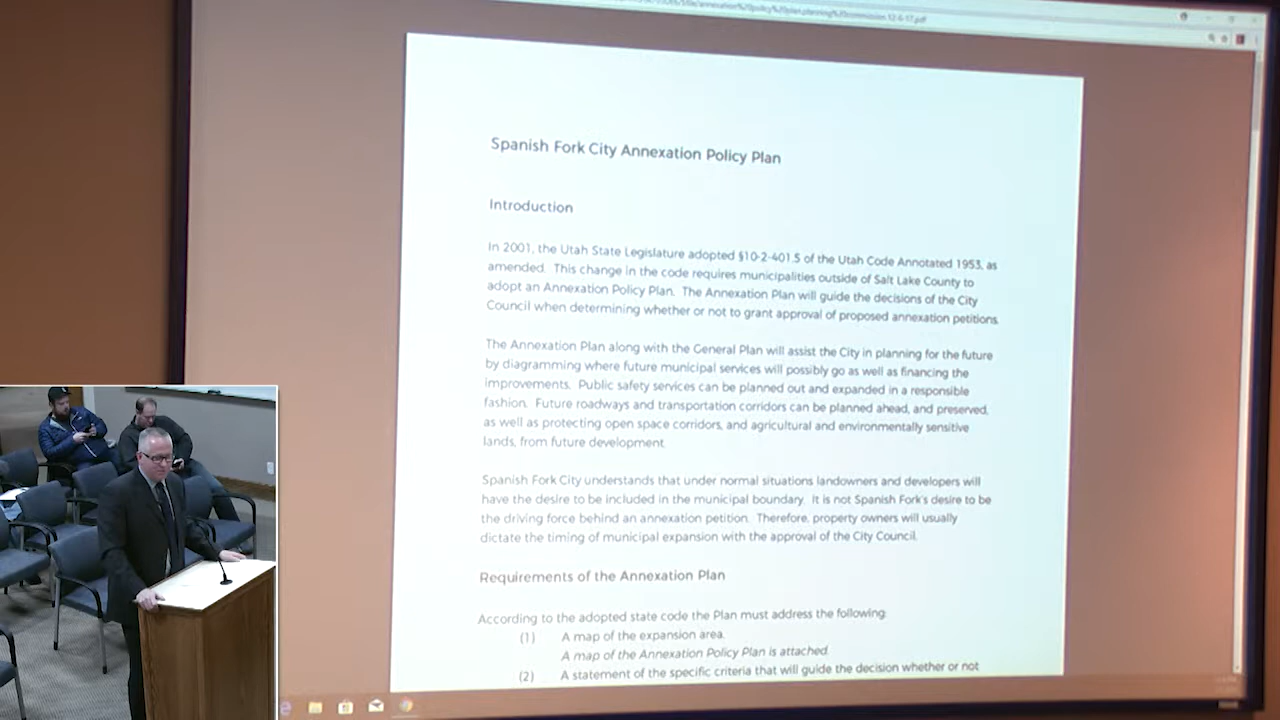 Spanish Fork City Annexation Policy Plan
Introduction
In 2001, the Utah State Legislature adopted §10-2-401.5 of the Utah Code Annotated 1953, as
amended. This change in the code requires municipalities outside of Salt Lake County to
adopt an Annexation Policy Plan. The Annexation Plan will guide the decisions of the City
Council when determining whether or not to grant approval of proposed annexation petitions.
The Annexation Plan along with the General Plan will assist the City in planning for the future
by diagramming where future municipal services will possibly go as well as financing the
improvements. Public safety services can be planned out and expanded in a responsible
fashion. Future roadways and transportation corridors can be planned ahead, and preserved,
as well as protecting open space corridors, and agricultural and environmentally sensitive
lands, from future development.
Spanish Fork City understands that under normal situations landowners and developers will
have the desire to be included in the municipal boundary. It is not Spanish Fork's desire to be
the driving force behind an annexation petition. Therefore, property owners will usually
dictate the timing of municipal expansion with the approval of the City Council.
Requirements of the Annexation Plan
According to the adopted state code the Plan must address the following:
(1) A map of the expansion area.
A map of the Annexation Policy Plan is attached.
(2) A statement of the specific criteria that will guide the decision whether or not